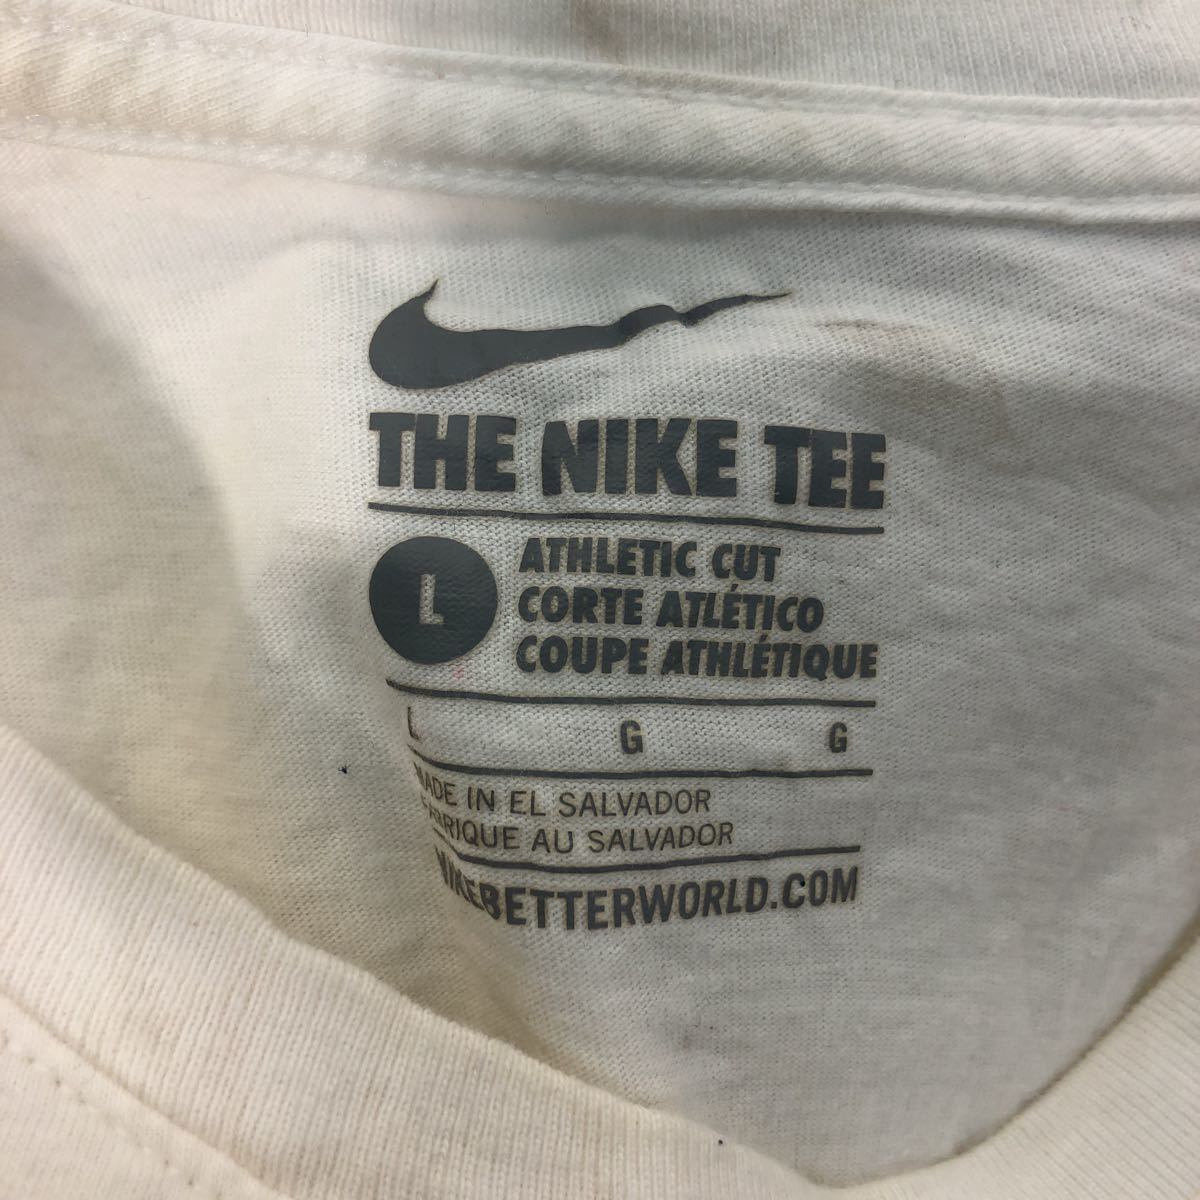 THE NIKE TEE
L
ATHLETIC CUT
CORTE ATLÉTICO
COUPE ATHLÉTIQUE
L G G
MADE IN EL SALVADOR
FABRIQUE AU SALVADOR
NIKEBETTERWORLD.COM